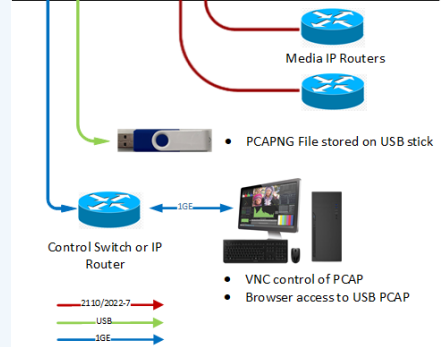 Media IP Routers
• PCAPNG File stored on USB stick
1GE
Control Switch or IP
Router
• VNC control of PCAP
• Browser access to USB PCAP
2110/2022-7
USB
1GE